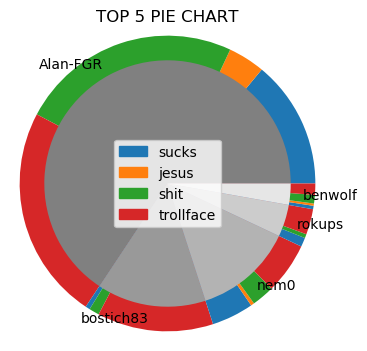 TOP 5 PIE CHART
Alan-FGR
sucks
jesus
shit
trollface
benwolf
rokups
nem0
bostich83